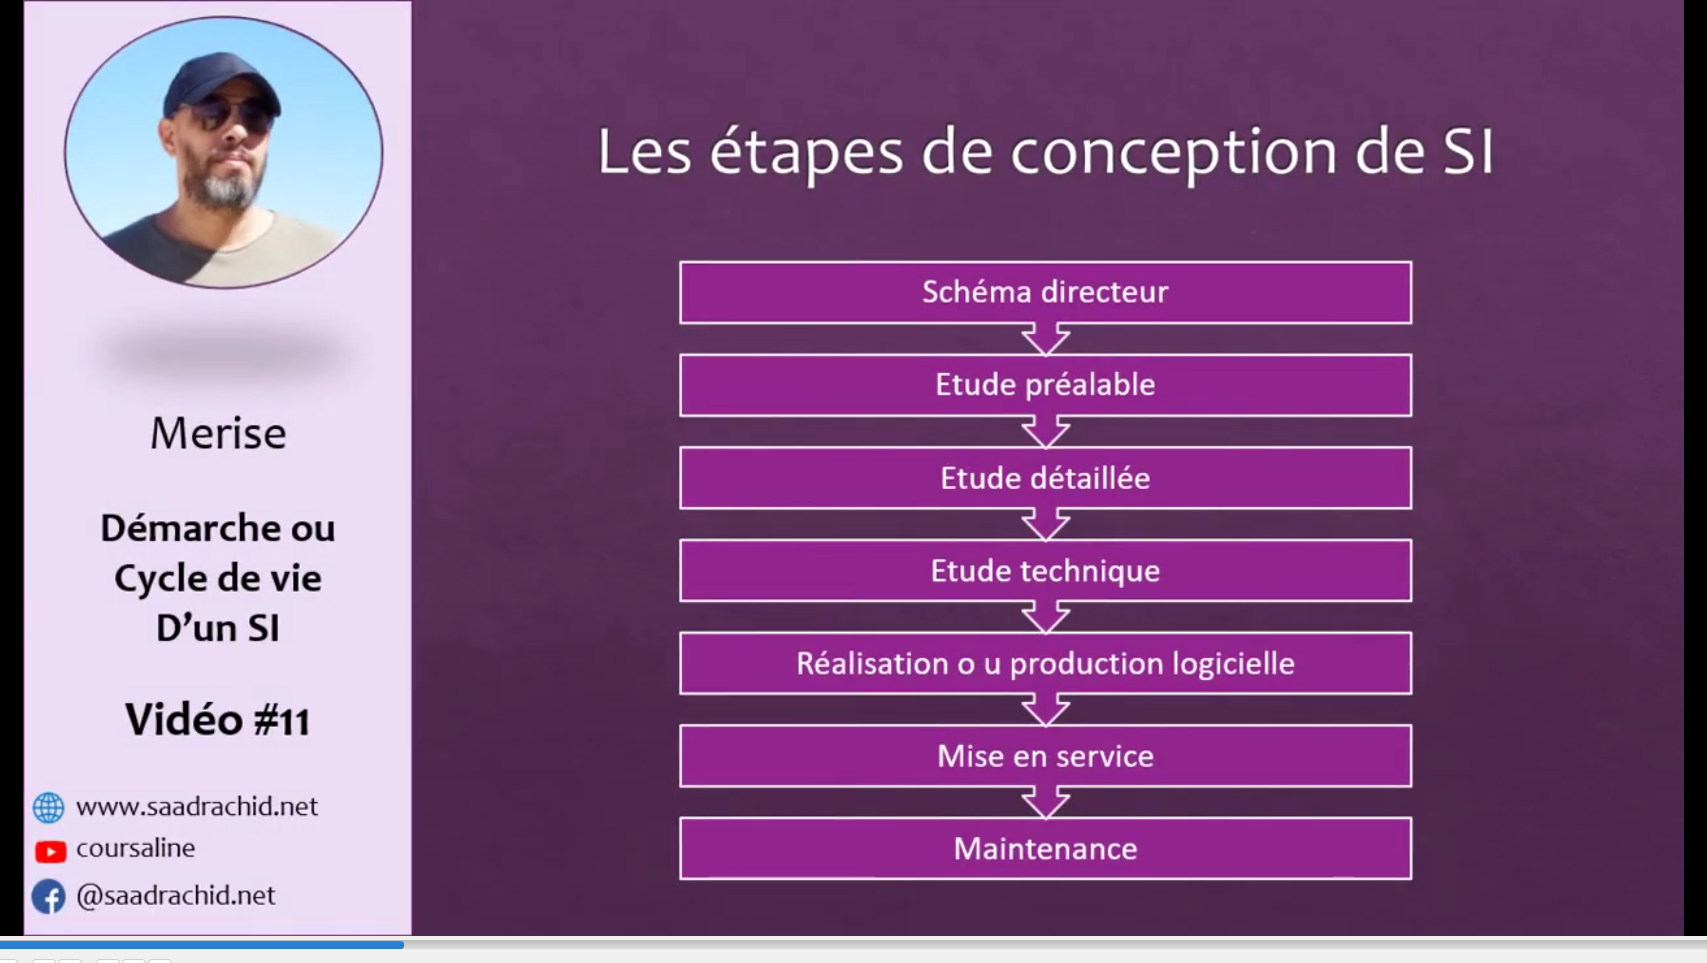 Les étapes de conception de SI
Schéma directeur
Etude préalable
Etude détaillée
Etude technique
Réalisation o u production logicielle
Mise en service
Maintenance
Merise
Démarche ou
Cycle de vie
D’un SI
Vidéo #11
www.saadrachid.net
coursaline
@saadrachid.net